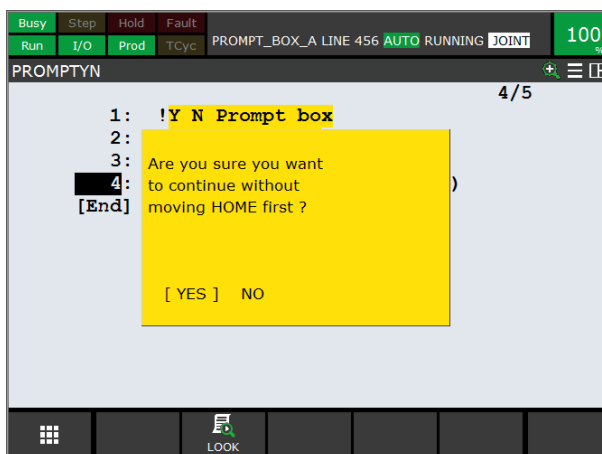 Busy Step Hold Fault
Run I/O Prod TCyc PROMPT_BOX_A LINE 456 AUTO RUNNING JOINT 100 %
PROMPTYN
4/5
1: !Y N Prompt box
2:
3: Are you sure you want
4: to continue without )
[End] moving HOME first ?
[ YES ] NO
LOOK